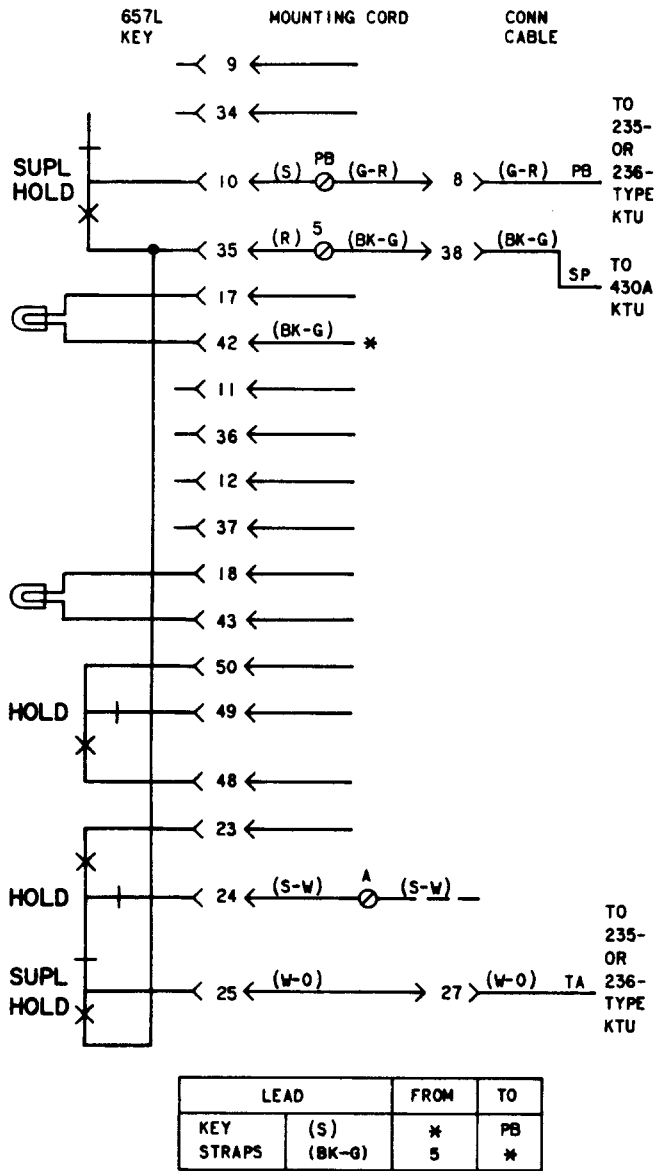 657L KEY MOUNTING CORD CONN CABLE
9
34
TO 235- OR 236- TYPE KTU
SUPL HOLD
10 (S) PB (G-R) 8 (G-R) PB
35 (R) 5 (BK-G) 38 (BK-G) SP TO 430A KTU
17
42 (BK-G) *
11
36
12
37
18
43
50
HOLD 49
48
23
HOLD 24 (S-W) A (S-W)
SUPL HOLD 25 (W-O) 27 (W-O) TA TO 235- OR 236- TYPE KTU
LEAD FROM TO
KEY (S) * PB
STRAPS (BK-G) 5 *